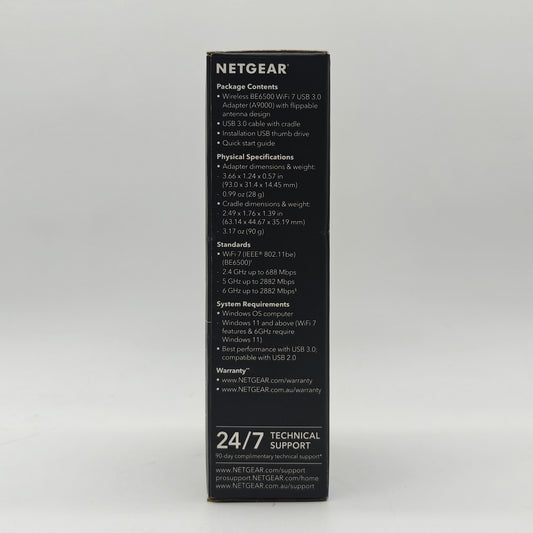 NETGEAR®
Package Contents
• Wireless BE6500 WiFi 7 USB 3.0
Adapter (A9000) with flippable
antenna design
• USB 3.0 cable with cradle
• Installation USB thumb drive
• Quick start guide
Physical Specifications
• Adapter dimensions & weight:
- 3.66 x 1.24 x 0.57 in
(93.0 x 31.4 x 14.45 mm)
- 0.99 oz (28 g)
• Cradle dimensions & weight:
- 2.49 x 1.76 x 1.39 in
(63.14 x 44.67 x 35.19 mm)
- 3.17 oz (90 g)
Standards
• WiFi 7 (IEEE® 802.11be)
(BE6500)†
- 2.4 GHz up to 688 Mbps
- 5 GHz up to 2882 Mbps
- 6 GHz up to 2882 Mbps§
System Requirements
• Windows OS computer
- Windows 11 and above (WiFi 7
features & 6GHz require
Windows 11)
• Best performance with USB 3.0;
compatible with USB 2.0
Warranty**
• www.NETGEAR.com/warranty
• www.NETGEAR.com.au/warranty
24/7 TECHNICAL
SUPPORT
90-day complimentary technical support*
www.NETGEAR.com/support
prosupport.NETGEAR.com/home
www.NETGEAR.com.au/support